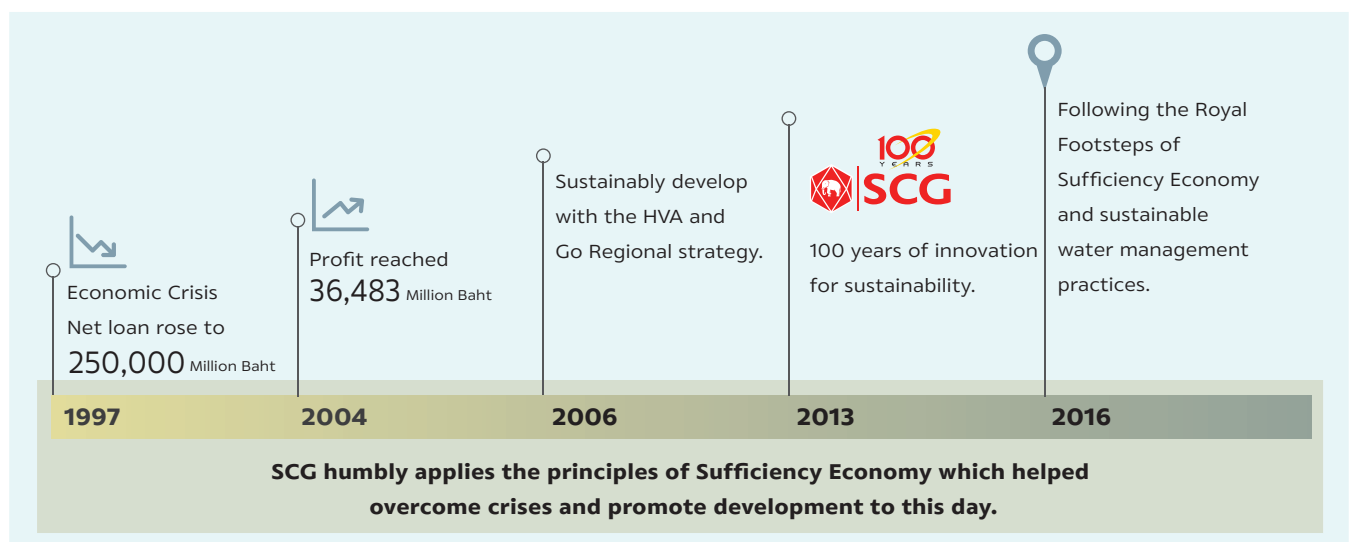 Economic Crisis
Net loan rose to
250,000 Million Baht
Profit reached
36,483 Million Baht
Sustainably develop
with the HVA and
Go Regional strategy.
100
YEARS
SCG
100 years of innovation
for sustainability.
Following the Royal
Footsteps of
Sufficiency Economy
and sustainable
water management
practices.
1997
2004
2006
2013
2016
SCG humbly applies the principles of Sufficiency Economy which helped
overcome crises and promote development to this day.